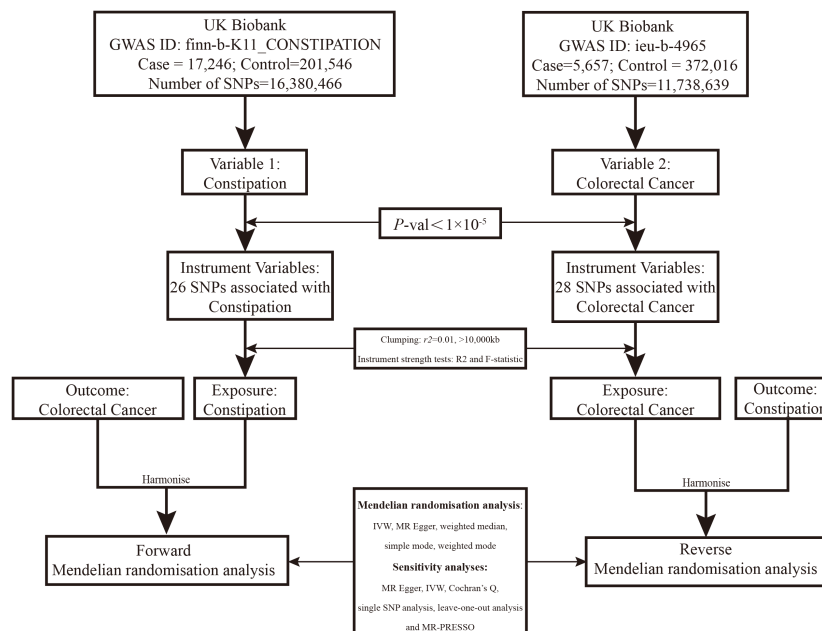 UK Biobank
GWAS ID: finn-b-K11_CONSTIPATION
Case = 17,246; Control=201,546
Number of SNPs=16,380,466
UK Biobank
GWAS ID: ieu-b-4965
Case=5,657; Control = 372,016
Number of SNPs=11,738,639
Variable 1:
Constipation
Variable 2:
Colorectal Cancer
P-val＜1×10⁻⁵
Instrument Variables:
26 SNPs associated with
Constipation
Instrument Variables:
28 SNPs associated with
Colorectal Cancer
Clumping: r2=0.01, >10,000kb
Instrument strength tests: R2 and F-statistic
Outcome:
Colorectal Cancer
Exposure:
Constipation
Exposure:
Colorectal Cancer
Outcome:
Constipation
Harmonise
Harmonise
Mendelian randomisation analysis:
IVW, MR Egger, weighted median,
simple mode, weighted mode
Sensitivity analyses:
MR Egger, IVW, Cochran's Q,
single SNP analysis, leave-one-out analysis
and MR-PRESSO
Forward
Mendelian randomisation analysis
Reverse
Mendelian randomisation analysis